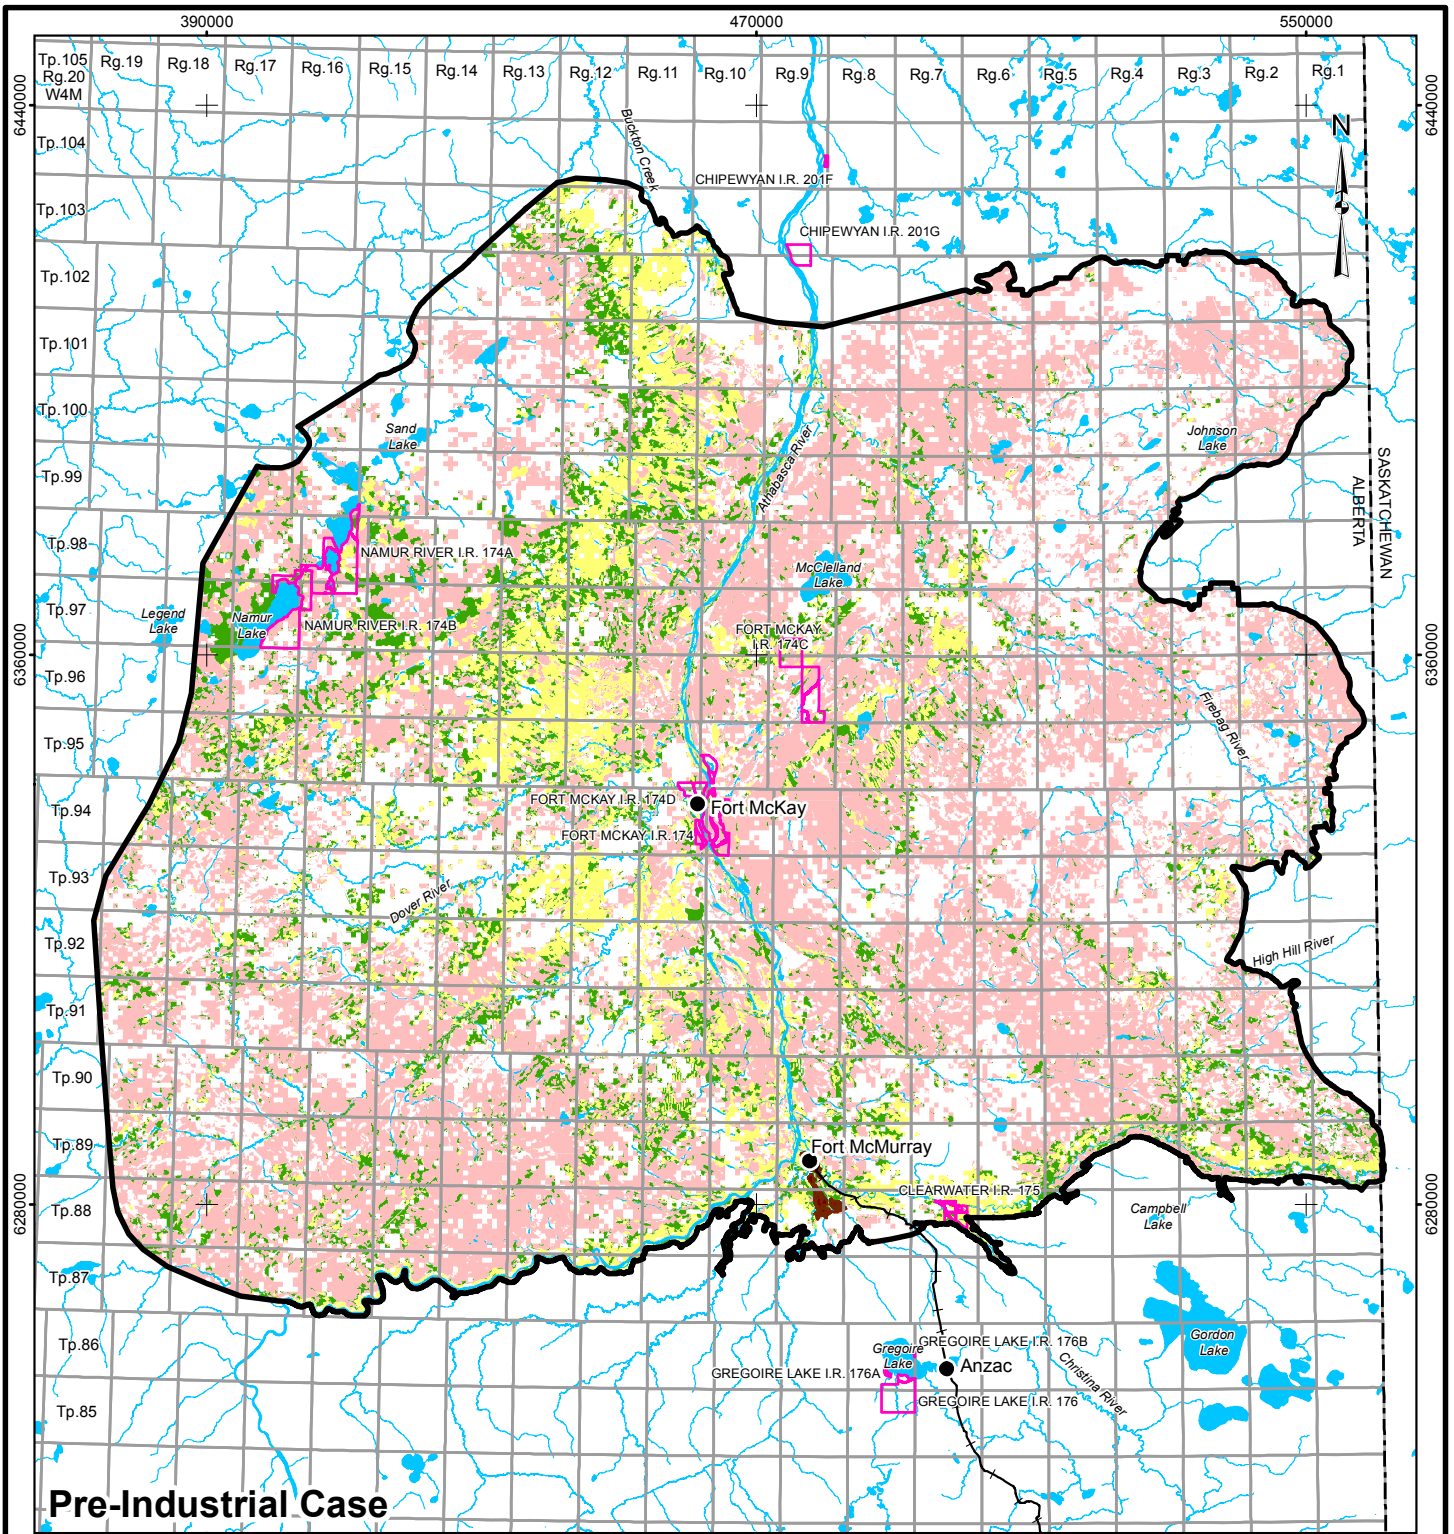 390000 470000 550000
Tp.105 Rg.19 Rg.18 Rg.17 Rg.16 Rg.15 Rg.14 Rg.13 Rg.12 Rg.11 Rg.10 Rg.9 Rg.8 Rg.7 Rg.6 Rg.5 Rg.4 Rg.3 Rg.2 Rg.1
Rg.20
W4M
6440000
6440000
N
Tp.104
Buckton Creek
CHIPEWYAN I.R. 201F
Tp.103
CHIPEWYAN I.R. 201G
Tp.102
Tp.101
Tp.100
Sand
Lake
Johnson
Lake
Athabasca River
SASKATCHEWAN
ALBERTA
Tp.99
Tp.98
NAMUR RIVER I.R. 174A
McClelland
Lake
Tp.97
Legend
Lake
Namur
Lake
NAMUR RIVER I.R. 174B
FORT MCKAY
I.R. 174C
6360000
6360000
Tp.96
Firebag River
Tp.95
Tp.94
FORT MCKAY I.R. 174D
Fort McKay
FORT MCKAY I.R.174
Tp.93
Dover River
Tp.92
High Hill River
Tp.91
Tp.90
Tp.89
Fort McMurray
CLEARWATER I.R. 175
6280000
6280000
Tp.88
Campbell
Lake
Tp.87
Tp.86
GREGOIRE LAKE I.R. 176B
Gregoire
Lake
Gordon
Lake
Anzac
GREGOIRE LAKE I.R. 176A
Christina River
GREGOIRE LAKE I.R. 176
Tp.85
Pre-Industrial Case